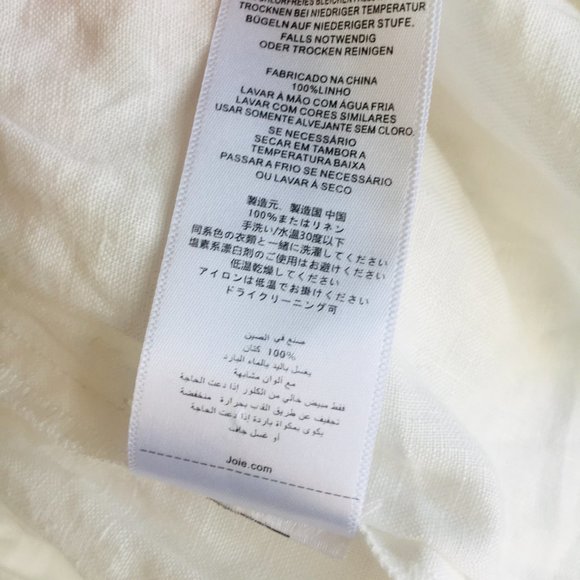 TROCKNEN BEI NIEDRIGER TEMPERATUR
BÜGELN AUF NIEDERIGER STUFE.
FALLS NOTWENDIG
ODER TROCKEN REINIGEN
FABRICADO NA CHINA
100%LINHO
LAVAR À MÃO COM ÁGUA FRIA
LAVAR COM CORES SIMILARES
USAR SOMENTE ALVEJANTE SEM CLORO
SE NECESSÁRIO
SECAR EM TAMBOR A
TEMPERATURA BAIXA
PASSAR A FRIO SE NECESSÁRIO
OU LAVAR À SECO
製造元、製造国 中国
100%またはリネン
手洗い/水温30度以下
同系色の衣類と一緒に洗濯してください
塩素系漂白剤のご使用はお避けください
低温乾燥してください
アイロンは低温でお掛けください
ドライクリーニング可
صنع في الصين
100% كتان
يغسل باليد بالماء البارد
مع ألوان مشابهة
فقط مبيض خالي من الكلور إذا دعت الحاجة
تجفيف عن طريق القلب بحرارة منخفضة
يكوى بمكواة باردة إذا دعت الحاجة
أو غسل جاف
Joie.com